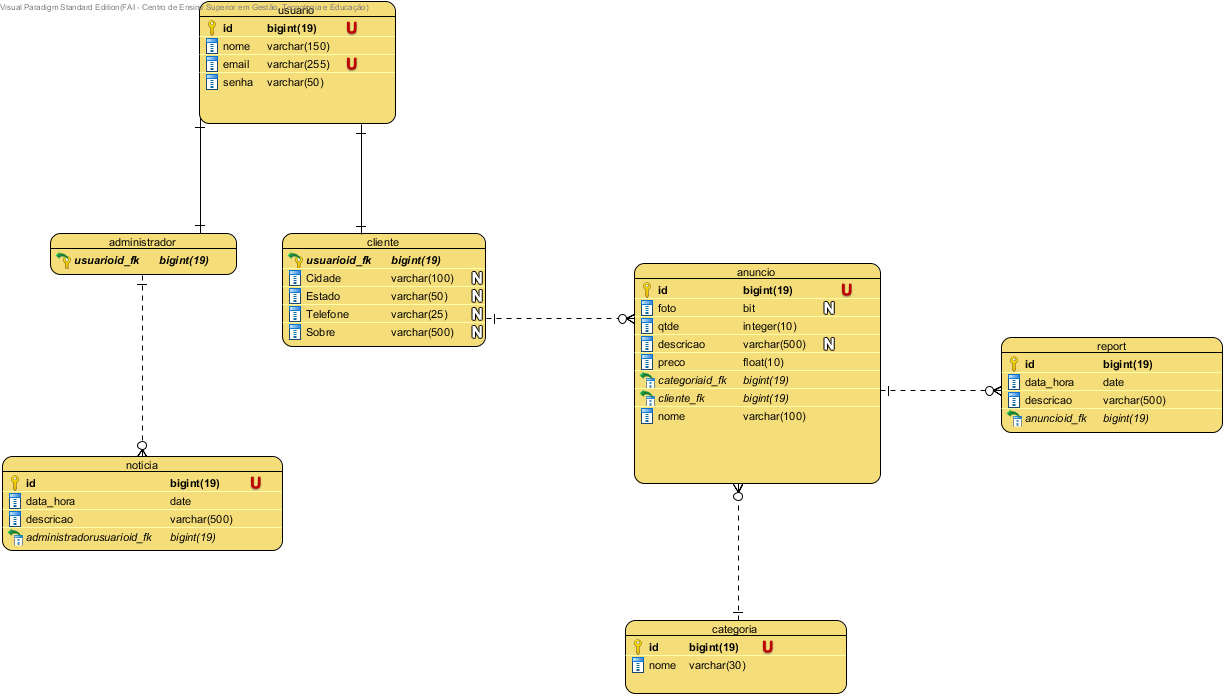 Visual Paradigm Standard Edition(FAI - Centro de Ensino Superior em Gestão, Tecnologia e Educação)
usuario
id bigint(19) U
nome varchar(150)
email varchar(255) U
senha varchar(50)
administrador
usuarioid_fk bigint(19)
cliente
usuarioid_fk bigint(19)
Cidade varchar(100) N
Estado varchar(50) N
Telefone varchar(25) N
Sobre varchar(500) N
anuncio
id bigint(19) U
foto bit N
qtde integer(10)
descricao varchar(500) N
preco float(10)
categoriaid_fk bigint(19)
cliente_fk bigint(19)
nome varchar(100)
report
id bigint(19)
data_hora date
descricao varchar(500)
anuncioid_fk bigint(19)
noticia
id bigint(19) U
data_hora date
descricao varchar(500)
administradorusuarioid_fk bigint(19)
categoria
id bigint(19) U
nome varchar(30)